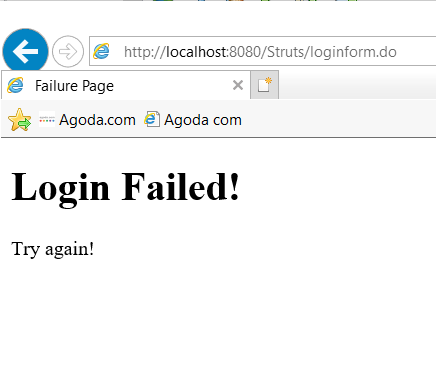 http://localhost:8080/Struts/loginform.do
Failure Page
Agoda.com Agoda com
Login Failed!
Try again!